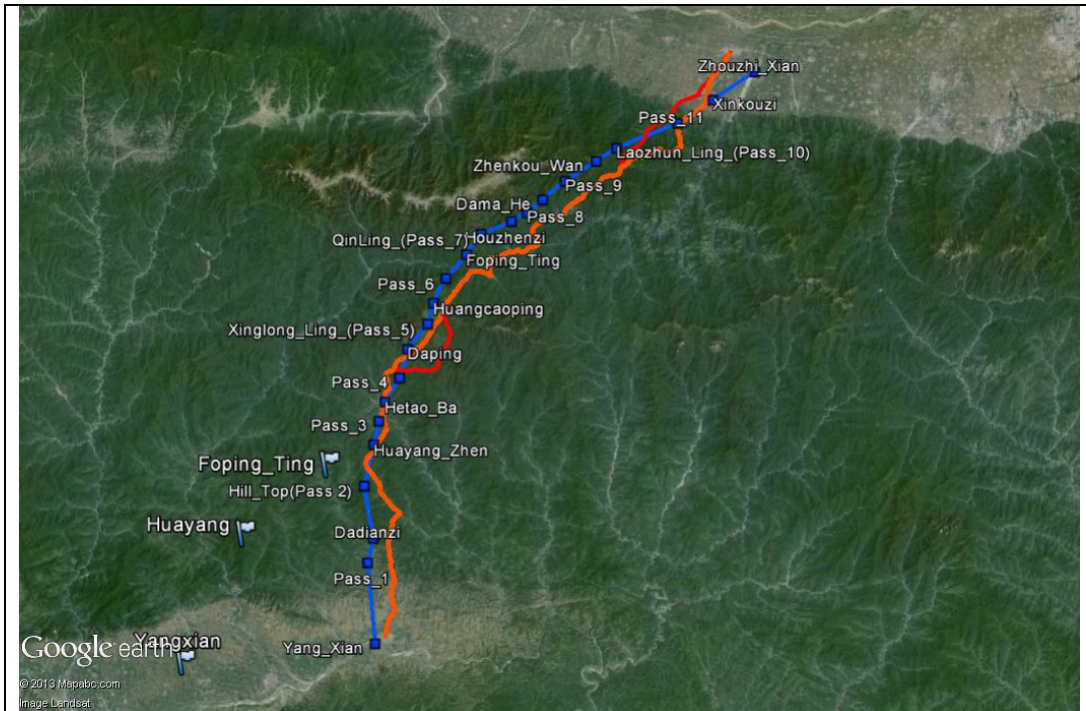 Zhouzhi_Xian
Xinkouzi
Pass_11
Laozhun_Ling_(Pass_10)
Zhenkou_Wan
Pass_9
Dama_He
Pass_8
QinLing_(Pass_7)
Houzhenzi
Foping_Ting
Pass_6
Huangcaoping
Xinglong_Ling_(Pass_5)
Daping
Pass_4
Hetao_Ba
Pass_3
Huayang_Zhen
Foping_Ting
Hill_Top(Pass 2)
Huayang
Dadianzi
Pass_1
Yangxian
Yang_Xian
Google earth
© 2013 Mapabc.com
Image Landsat